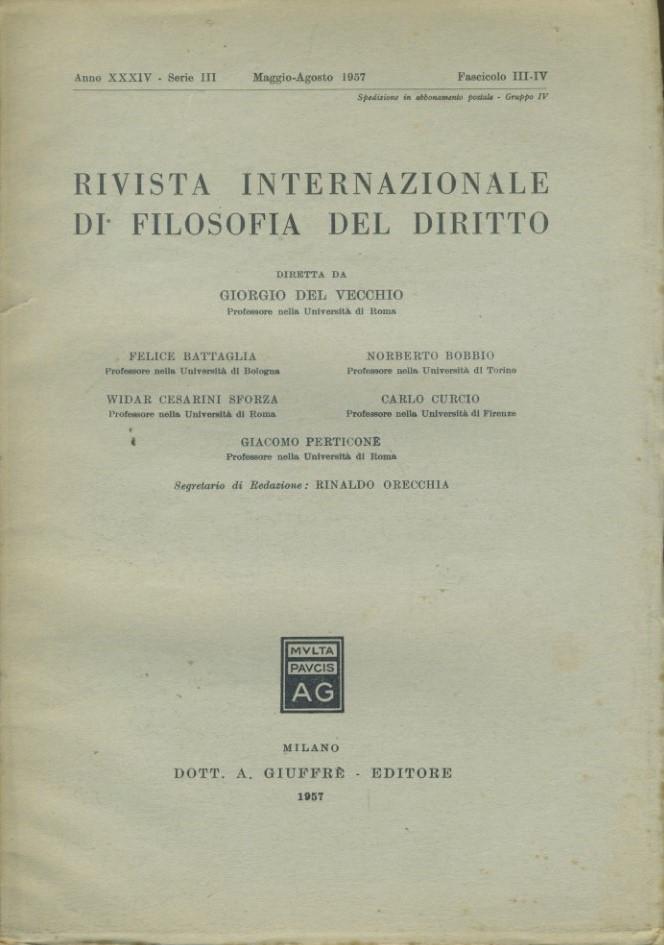 Anno XXXIV - Serie III Maggio-Agosto 1957 Fascicolo III-IV
Spedizione in abbonamento postale - Gruppo IV
RIVISTA INTERNAZIONALE
DI FILOSOFIA DEL DIRITTO
DIRETTA DA
GIORGIO DEL VECCHIO
Professore nella Università di Roma
FELICE BATTAGLIA NORBERTO BOBBIO
Professore nella Università di Bologna Professore nella Università di Torino
WIDAR CESARINI SFORZA CARLO CURCIO
Professore nella Università di Roma Professore nella Università di Firenze
GIACOMO PERTICONE
Professore nella Università di Roma
Segretario di Redazione: RINALDO ORECCHIA
MVLTA
PAVCIS
AG
MILANO
DOTT. A. GIUFFRÈ - EDITORE
1957